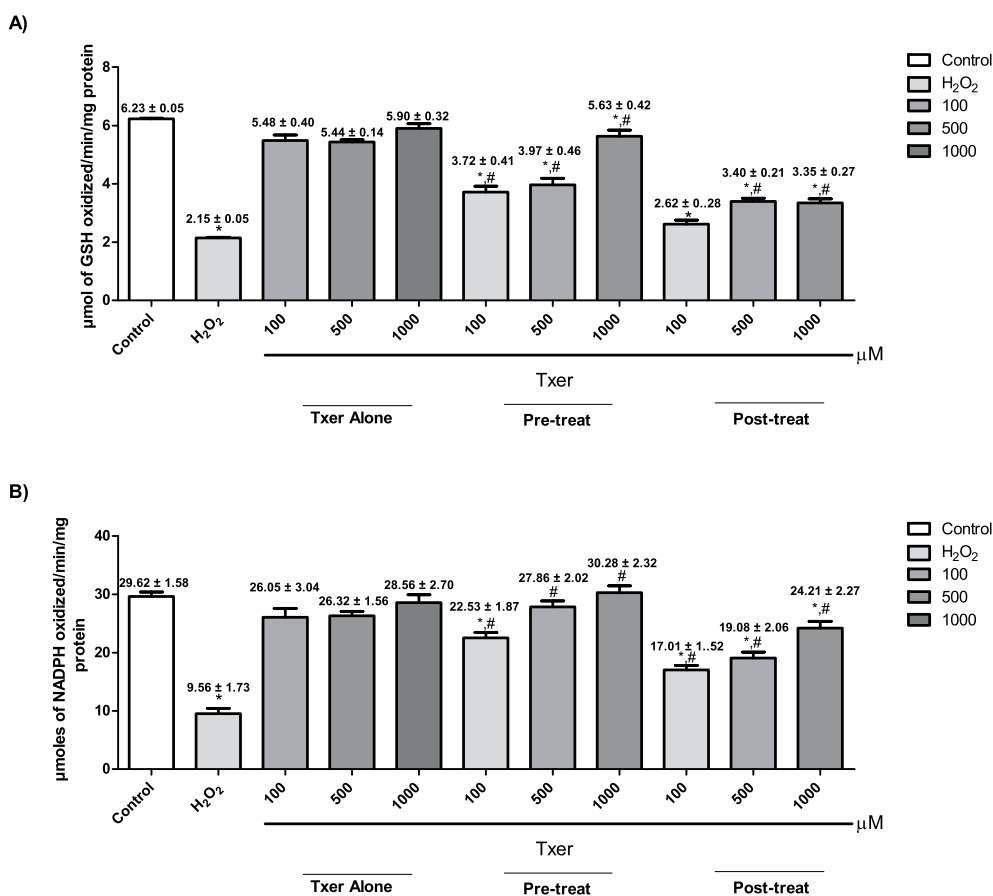 A)
μmol of GSH oxidized/min/mg protein
8
6
4
2
0
6.23 ± 0.05
2.15 ± 0.05
*
5.48 ± 0.40
5.44 ± 0.14
5.90 ± 0.32
3.72 ± 0.41
*,#
3.97 ± 0.46
*,#
5.63 ± 0.42
*,#
2.62 ± 0..28
*
3.40 ± 0.21
*,#
3.35 ± 0.27
*,#
Control
H₂O₂
100
500
1000
100
500
1000
100
500
1000
μM
Txer
Txer Alone
Pre-treat
Post-treat
Control
H₂O₂
100
500
1000
B)
μmoles of NADPH oxidized/min/mg
protein
40
30
20
10
0
29.62 ± 1.58
9.56 ± 1.73
*
26.05 ± 3.04
26.32 ± 1.56
28.56 ± 2.70
22.53 ± 1.87
*,#
27.86 ± 2.02
#
30.28 ± 2.32
#
17.01 ± 1..52
*,#
19.08 ± 2.06
*,#
24.21 ± 2.27
*,#
Control
H₂O₂
100
500
1000
100
500
1000
100
500
1000
μM
Txer
Txer Alone
Pre-treat
Post-treat
Control
H₂O₂
100
500
1000